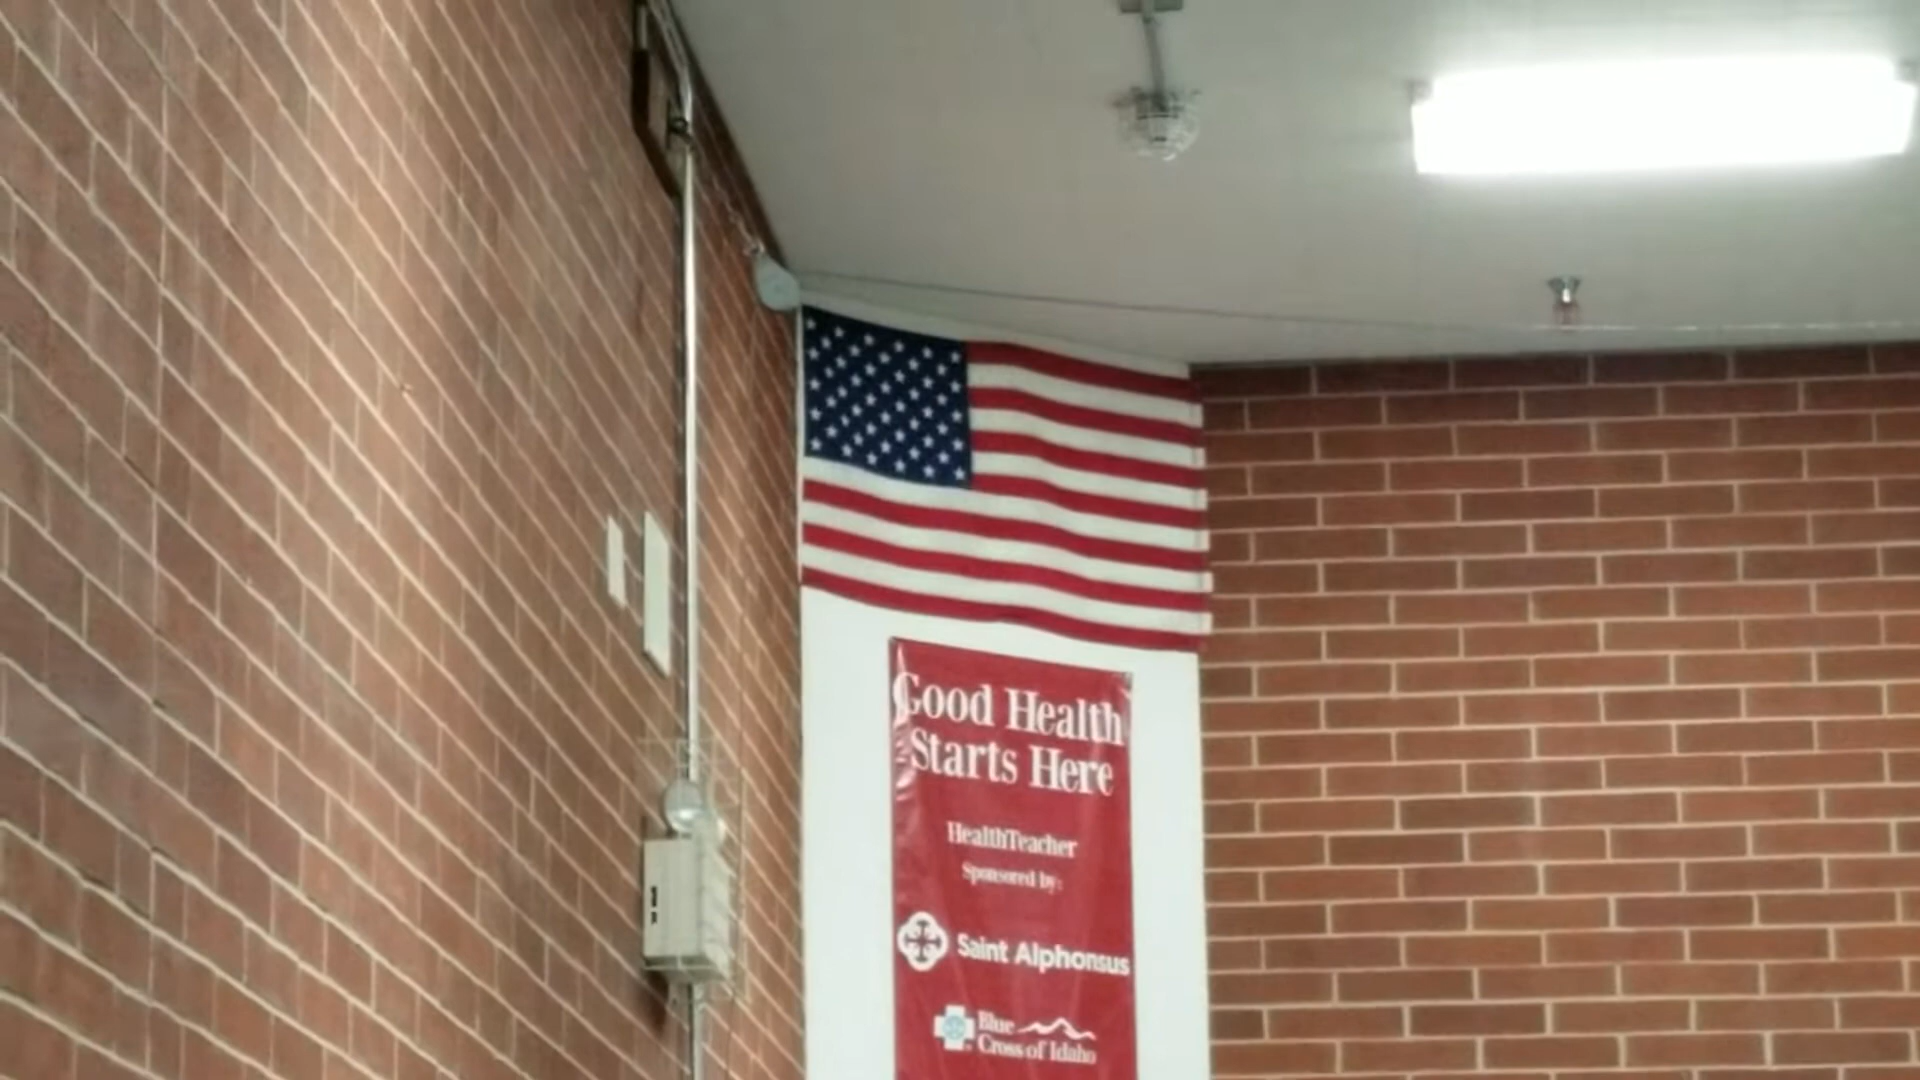 Good Health
Starts Here
HealthTeacher
Sponsored by:
Saint Alphonsus
Blue
Cross of Idaho